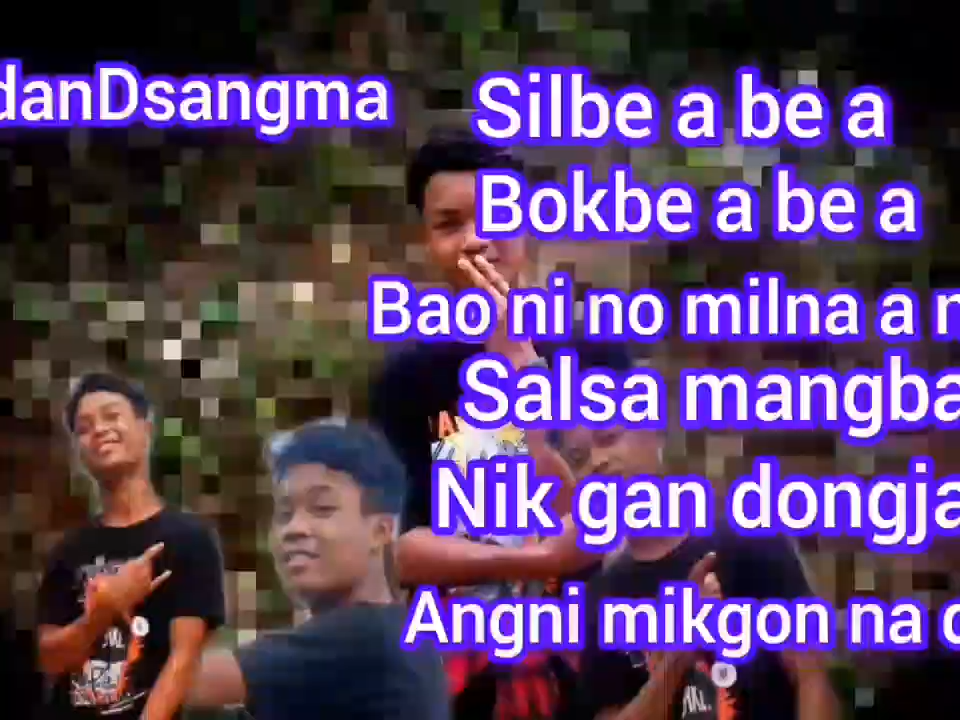 danDsangma
Silbe a be a
Bokbe a be a
Bao ni no milna a
Salsa mangba
Nik gan dongja
Angni mikgon na